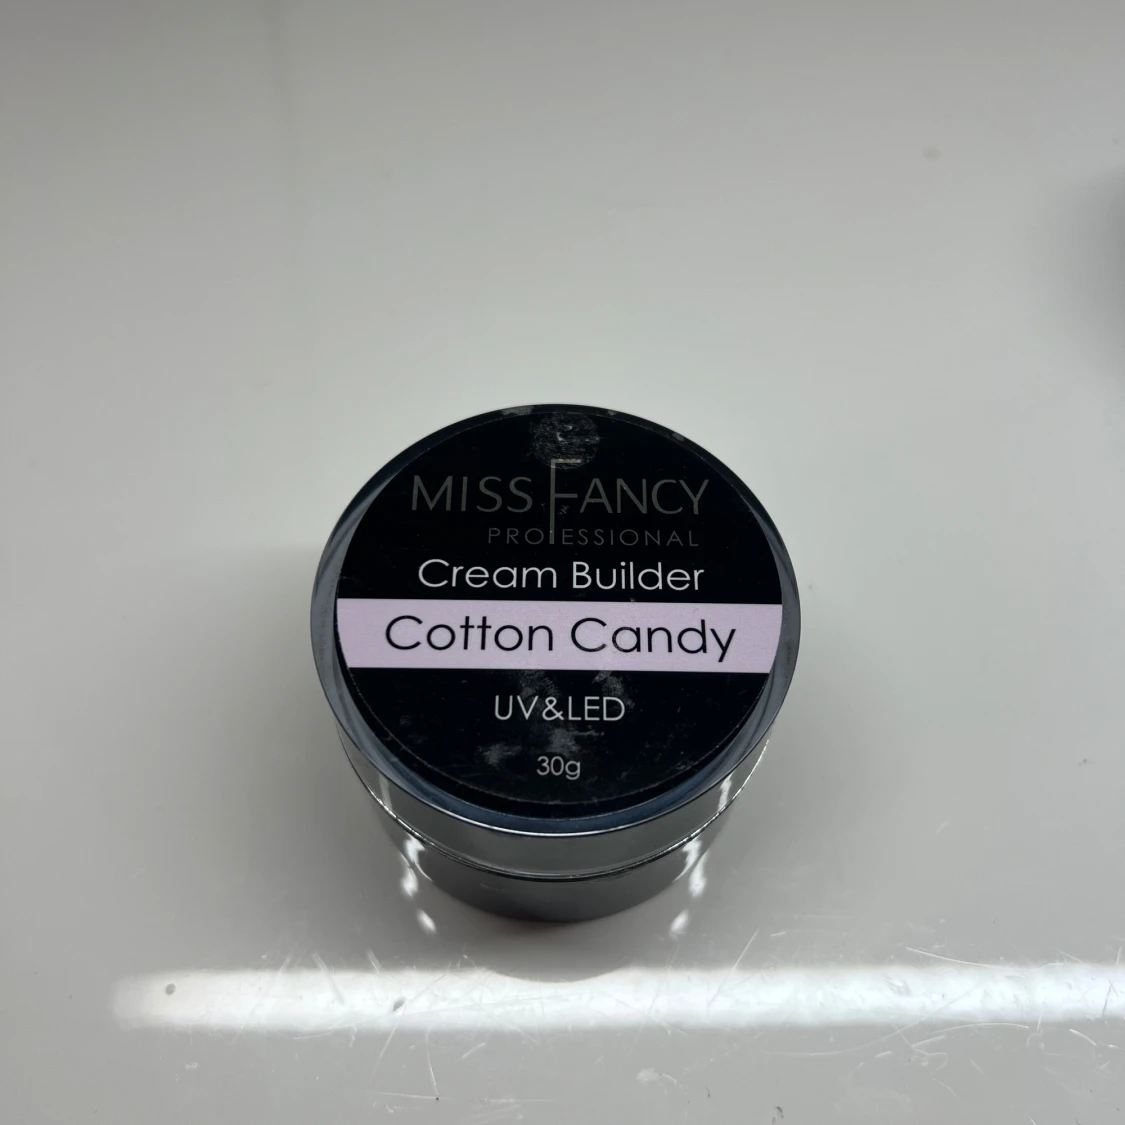 MISS FANCY
PROFESSIONAL
Cream Builder
Cotton Candy
UV&LED
30g